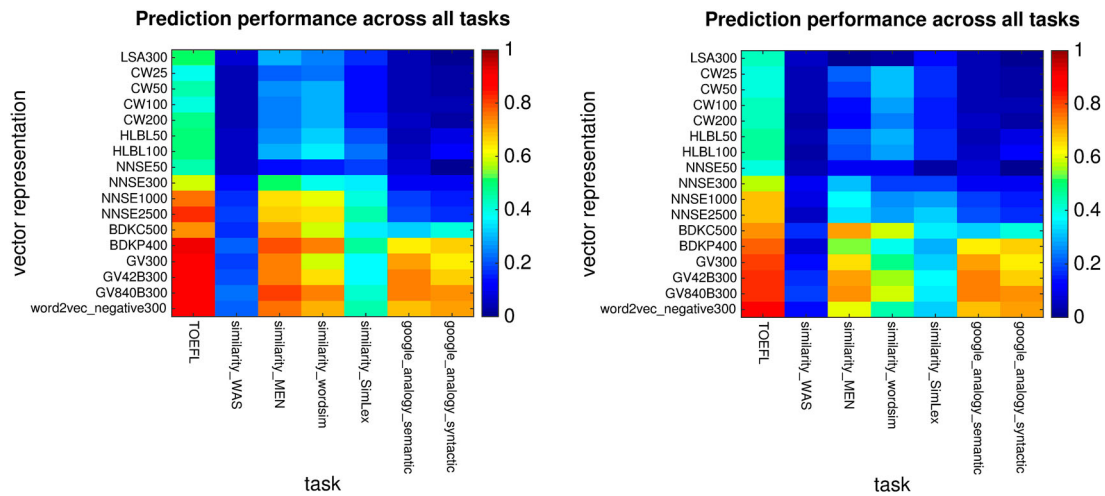 Prediction performance across all tasks
vector representation
LSA300
CW25
CW50
CW100
CW200
HLBL50
HLBL100
NNSE50
NNSE300
NNSE1000
NNSE2500
BDKC500
BDKP400
GV300
GV42B300
GV840B300
word2vec_negative300
1
0.8
0.6
0.4
0.2
0
TOEFL
similarity_WAS
similarity_MEN
similarity_wordsim
similarity_SimLex
google_analogy_semantic
google_analogy_syntactic
task
Prediction performance across all tasks
vector representation
LSA300
CW25
CW50
CW100
CW200
HLBL50
HLBL100
NNSE50
NNSE300
NNSE1000
NNSE2500
BDKC500
BDKP400
GV300
GV42B300
GV840B300
word2vec_negative300
1
0.8
0.6
0.4
0.2
0
TOEFL
similarity_WAS
similarity_MEN
similarity_wordsim
similarity_SimLex
google_analogy_semantic
google_analogy_syntactic
task